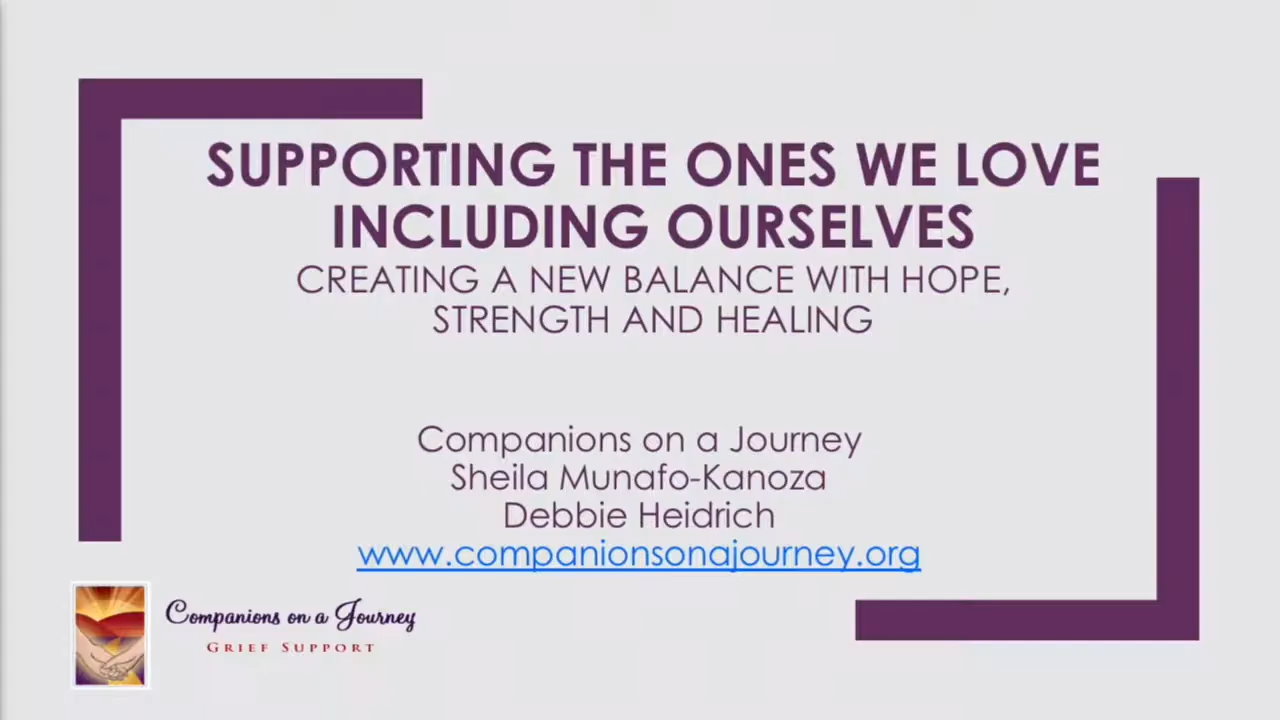 SUPPORTING THE ONES WE LOVE
INCLUDING OURSELVES
CREATING A NEW BALANCE WITH HOPE,
STRENGTH AND HEALING
Companions on a Journey
Sheila Munafo-Kanoza
Debbie Heidrich
www.companionsonajourney.org
Companions on a Journey
GRIEF SUPPORT